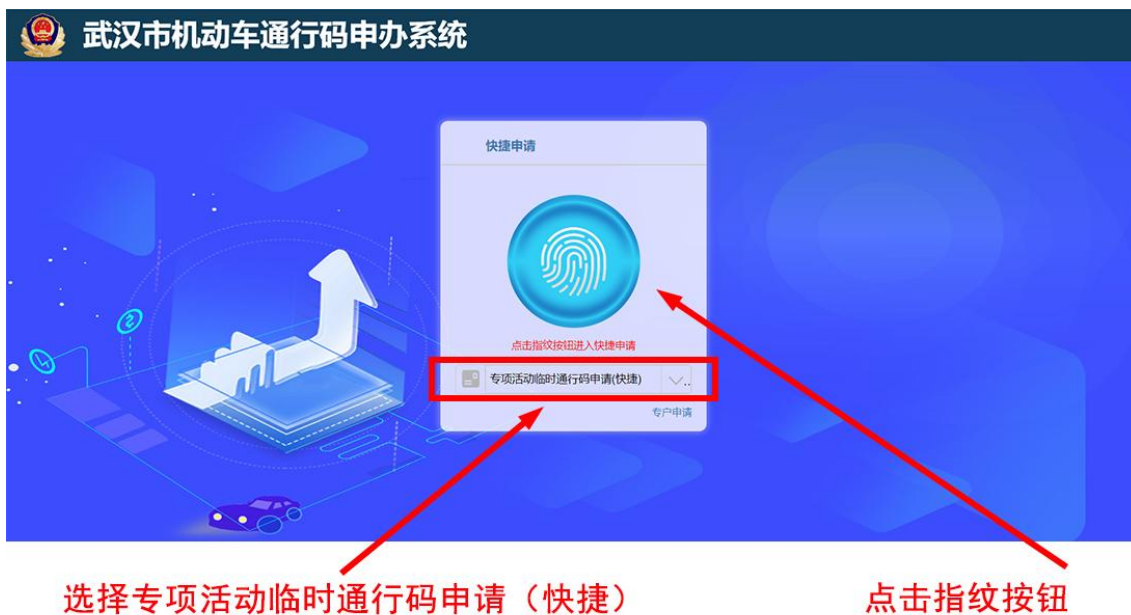 武汉市机动车通行码申办系统
快捷申请
点击指纹按钮进入快捷申请
专项活动临时通行码申请(快捷)
专户申请
选择专项活动临时通行码申请（快捷）
点击指纹按钮